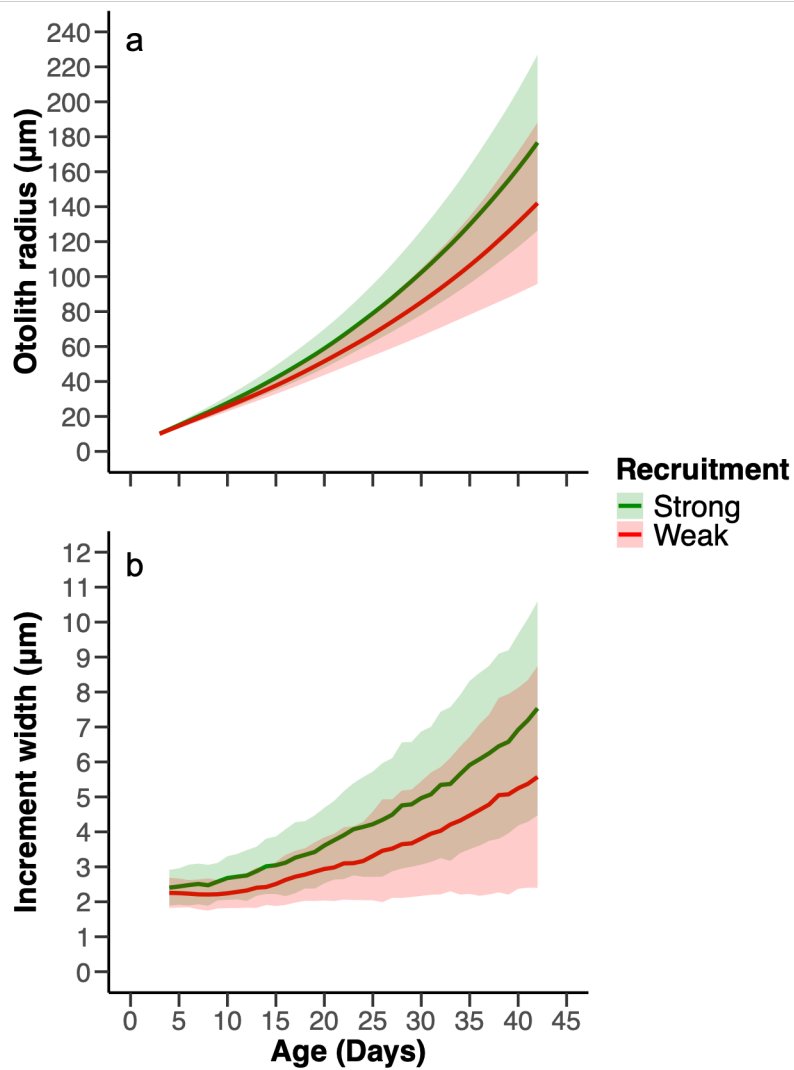 a
Otolith radius (µm)
240
220
200
180
160
140
120
100
80
60
40
20
0
Recruitment
Strong
Weak
b
Increment width (µm)
12
11
10
9
8
7
6
5
4
3
2
1
0
0 5 10 15 20 25 30 35 40 45
Age (Days)